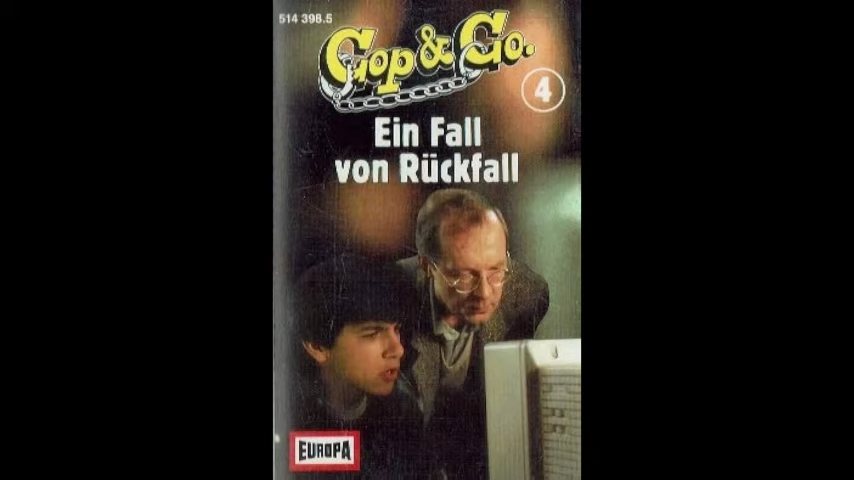 514 398.5
Cop & Co.
4
Ein Fall
von Rückfall
EUROPA